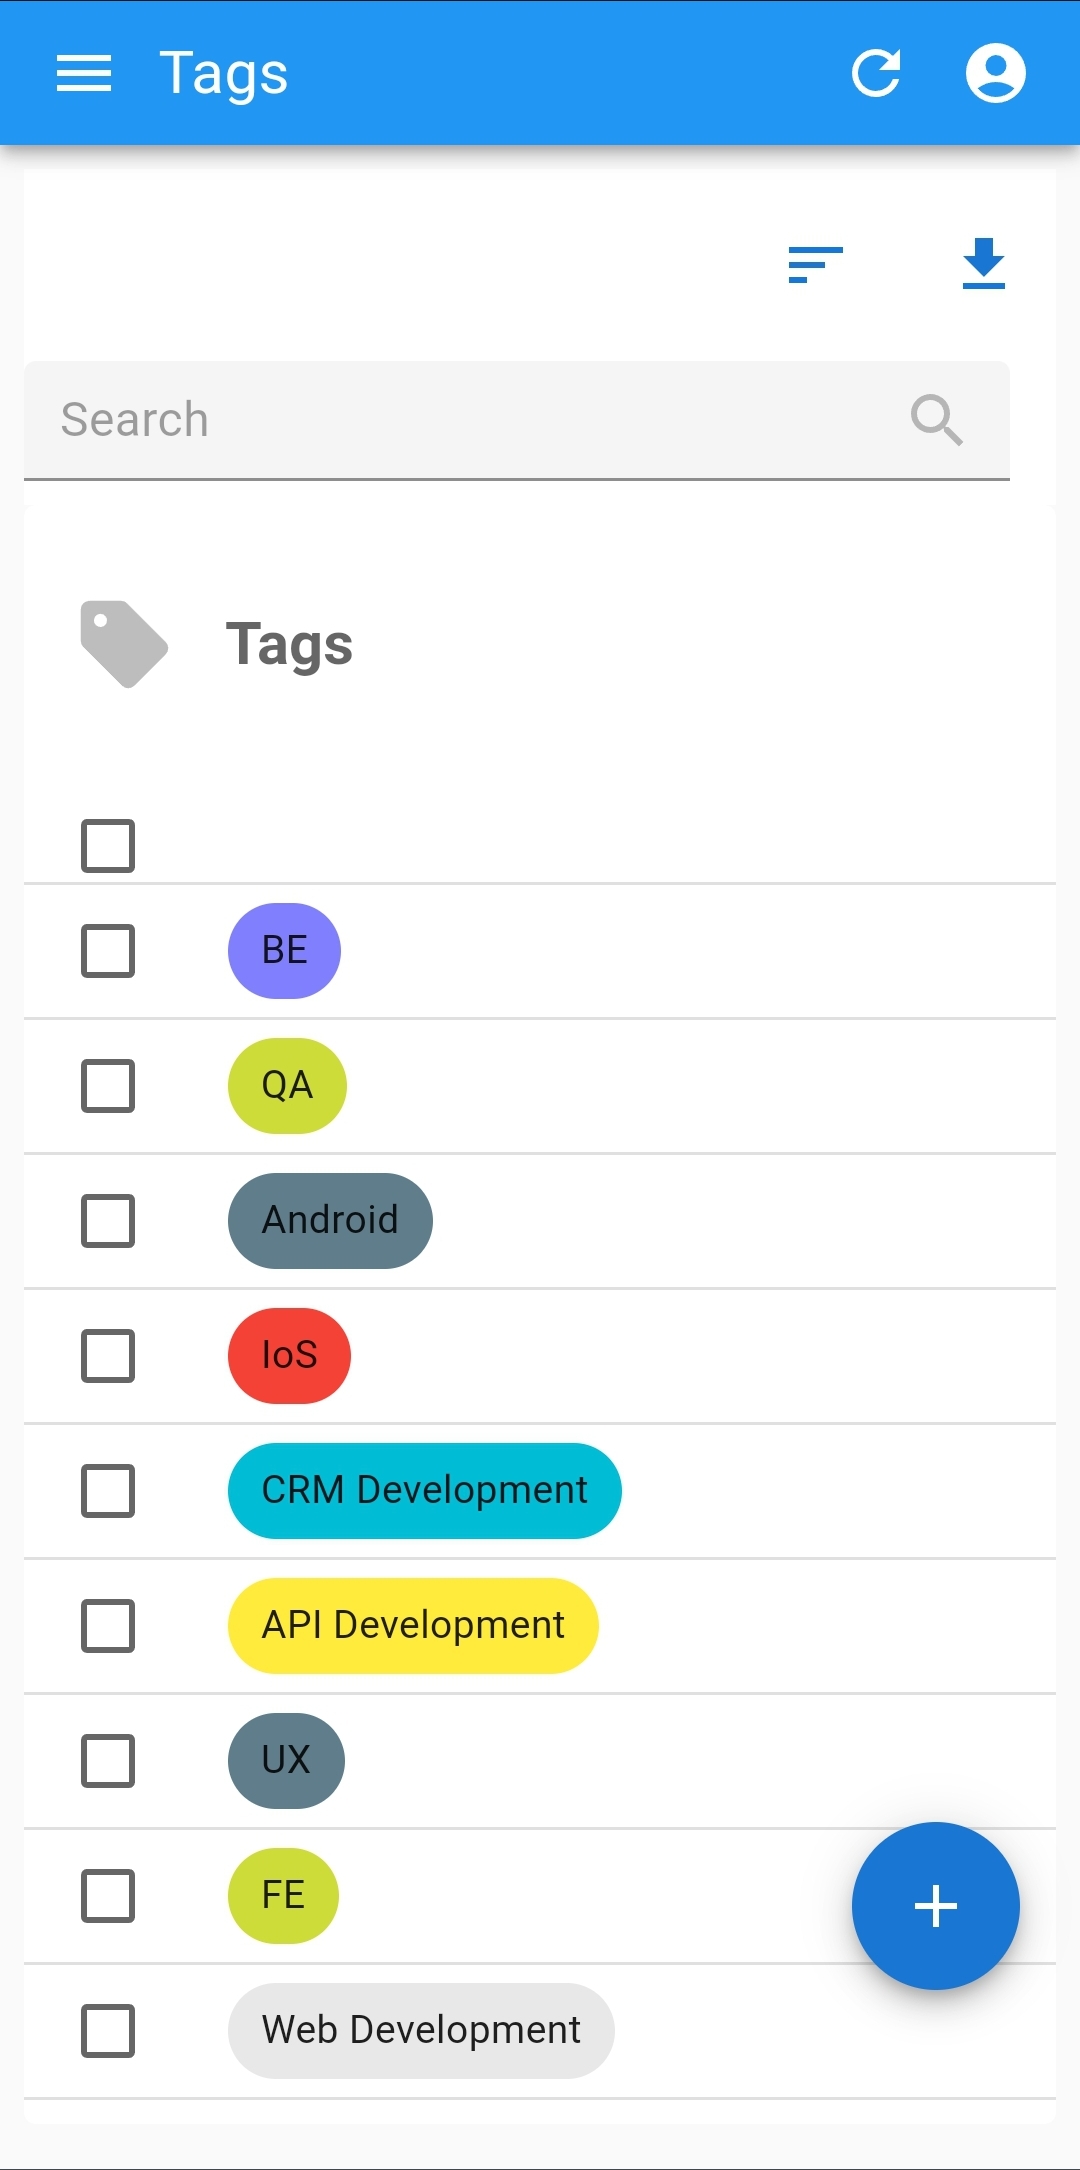 Tags
Search
Tags
BE
QA
Android
IoS
CRM Development
API Development
UX
FE
Web Development